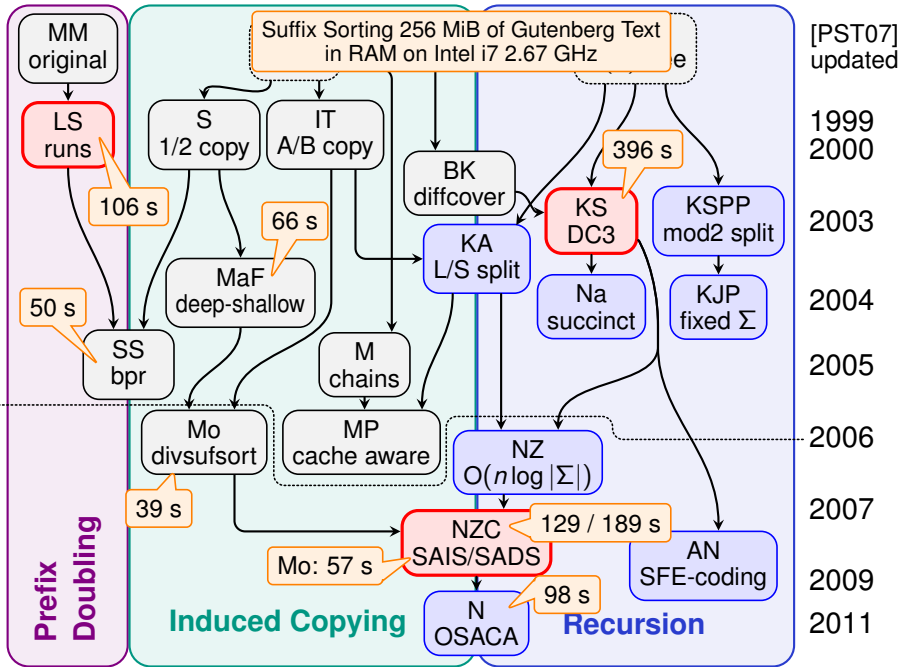 MM
original
Suffix Sorting 256 MiB of Gutenberg Text
in RAM on Intel i7 2.67 GHz
[PST07]
updated
LS
runs
S
1/2 copy
IT
A/B copy
1999
2000
396 s
BK
diffcover
106 s
KS
DC3
KSPP
mod2 split
2003
66 s
KA
L/S split
MaF
deep-shallow
Na
succinct
KJP
fixed Σ
2004
50 s
SS
bpr
M
chains
2005
Mo
divsufsort
MP
cache aware
2006
NZ
O(n log |Σ|)
39 s
2007
NZC
SAIS/SADS
129 / 189 s
Mo: 57 s
AN
SFE-coding
2009
98 s
N
OSACA
2011
Prefix
Doubling
Induced Copying
Recursion